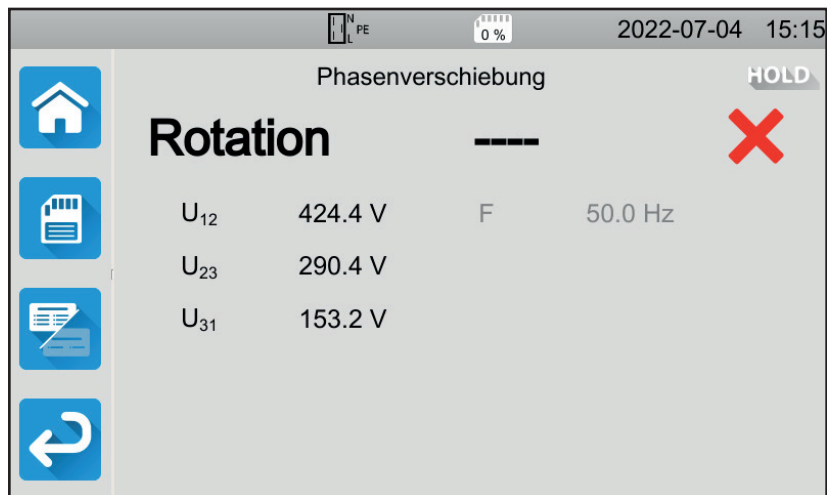 N
L PE 0 % 2022-07-04 15:15
Phasenverschiebung HOLD
Rotation ----
U12 424.4 V F 50.0 Hz
U23 290.4 V
U31 153.2 V